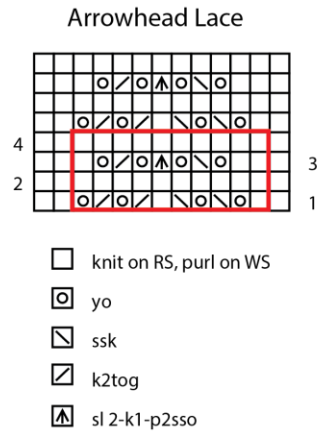 Arrowhead Lace
4
3
2
1
knit on RS, purl on WS
yo
ssk
k2tog
sl 2-k1-p2sso